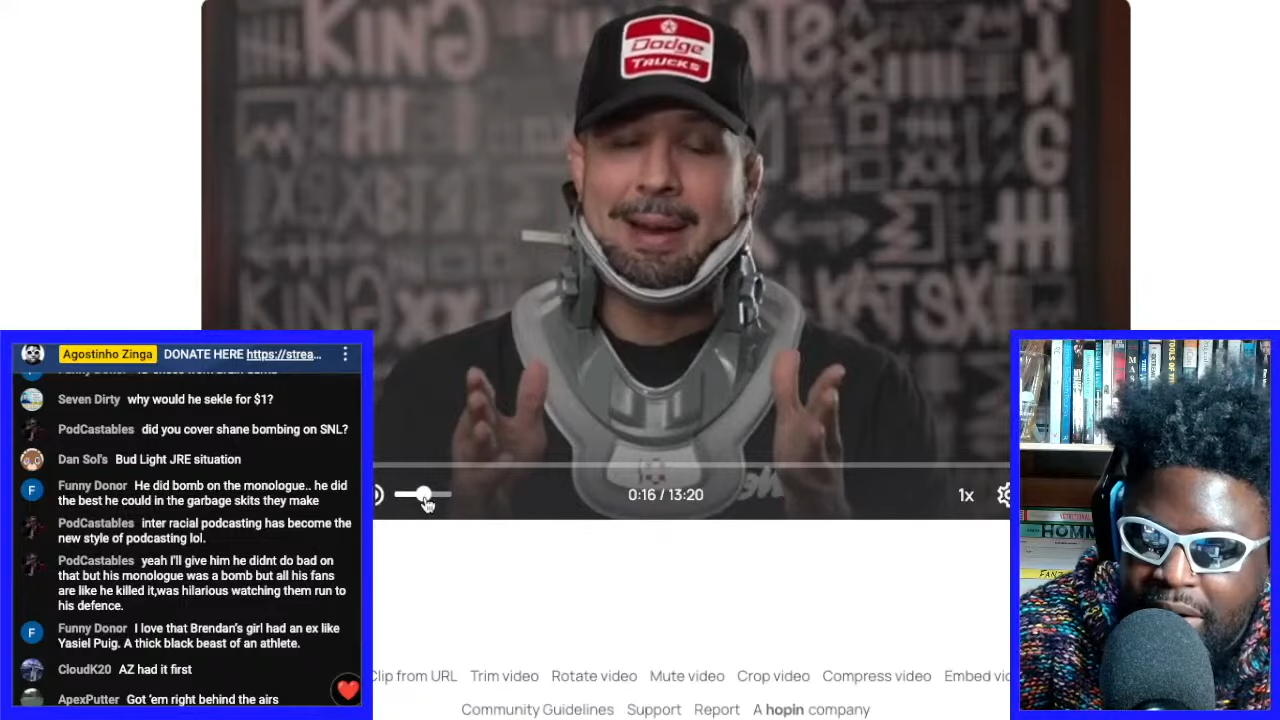 Dodge
TRUCKS
0:16 / 13:20
1x
Agostinho Zinga DONATE HERE https://strea...
Seven Dirty why would he sekle for $1?
PodCastables did you cover shane bombing on SNL?
Dan Sol's Bud Light JRE situation
Funny Donor He did bomb on the monologue.. he did
the best he could in the garbage skits they make
PodCastables inter racial podcasting has become the
new style of podcasting lol.
PodCastables yeah I'll give him he didnt do bad on
that but his monologue was a bomb but all his fans
are like he killed it,was hilarious watching them run to
his defence.
Funny Donor I love that Brendan's girl had an ex like
Yasiel Puig. A thick black beast of an athlete.
CloudK20 AZ had it first
ApexPutter Got 'em right behind the airs
Clip from URL Trim video Rotate video Mute video Crop video Compress video Embed
Community Guidelines Support Report A hopin company